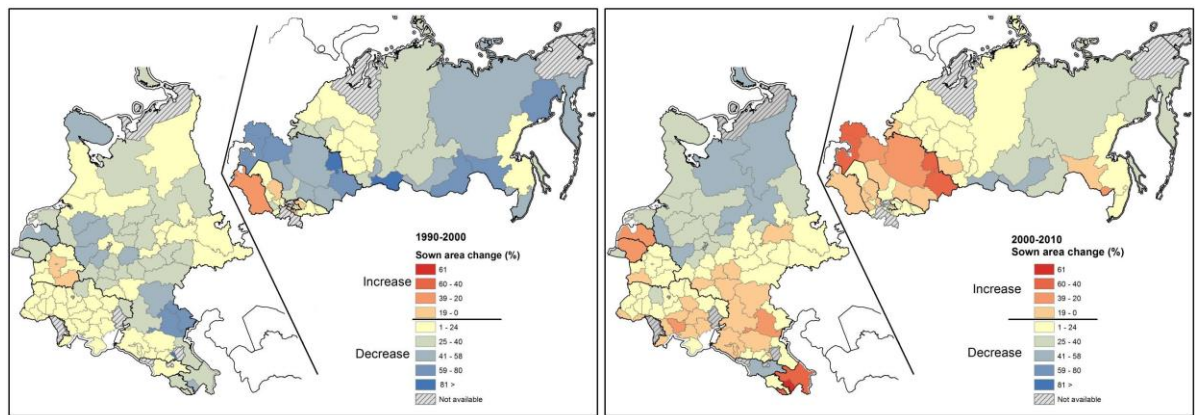 1990-2000
Sown area change (%)
Increase
61
60 - 40
39 - 20
19 - 0
Decrease
1 - 24
25 - 40
41 - 58
59 - 80
81 >
Not available
2000-2010
Sown area change (%)
Increase
61
60 - 40
39 - 20
19 - 0
Decrease
1 - 24
25 - 40
41 - 58
59 - 80
81 >
Not available